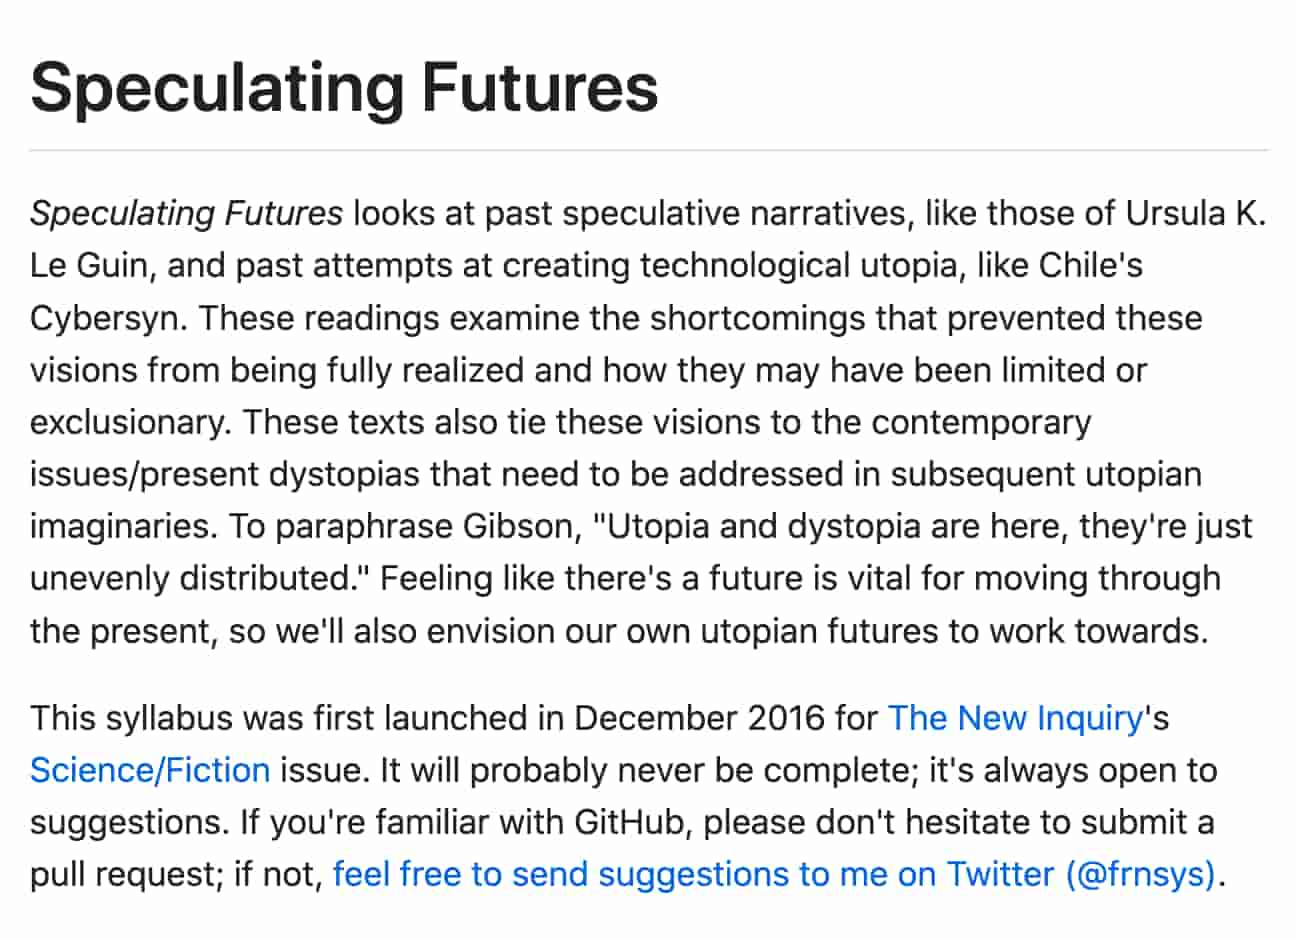 Speculating Futures
Speculating Futures looks at past speculative narratives, like those of Ursula K.
Le Guin, and past attempts at creating technological utopia, like Chile's
Cybersyn. These readings examine the shortcomings that prevented these
visions from being fully realized and how they may have been limited or
exclusionary. These texts also tie these visions to the contemporary
issues/present dystopias that need to be addressed in subsequent utopian
imaginaries. To paraphrase Gibson, "Utopia and dystopia are here, they're just
unevenly distributed." Feeling like there's a future is vital for moving through
the present, so we'll also envision our own utopian futures to work towards.
This syllabus was first launched in December 2016 for The New Inquiry's
Science/Fiction issue. It will probably never be complete; it's always open to
suggestions. If you're familiar with GitHub, please don't hesitate to submit a
pull request; if not, feel free to send suggestions to me on Twitter (@frnsys).